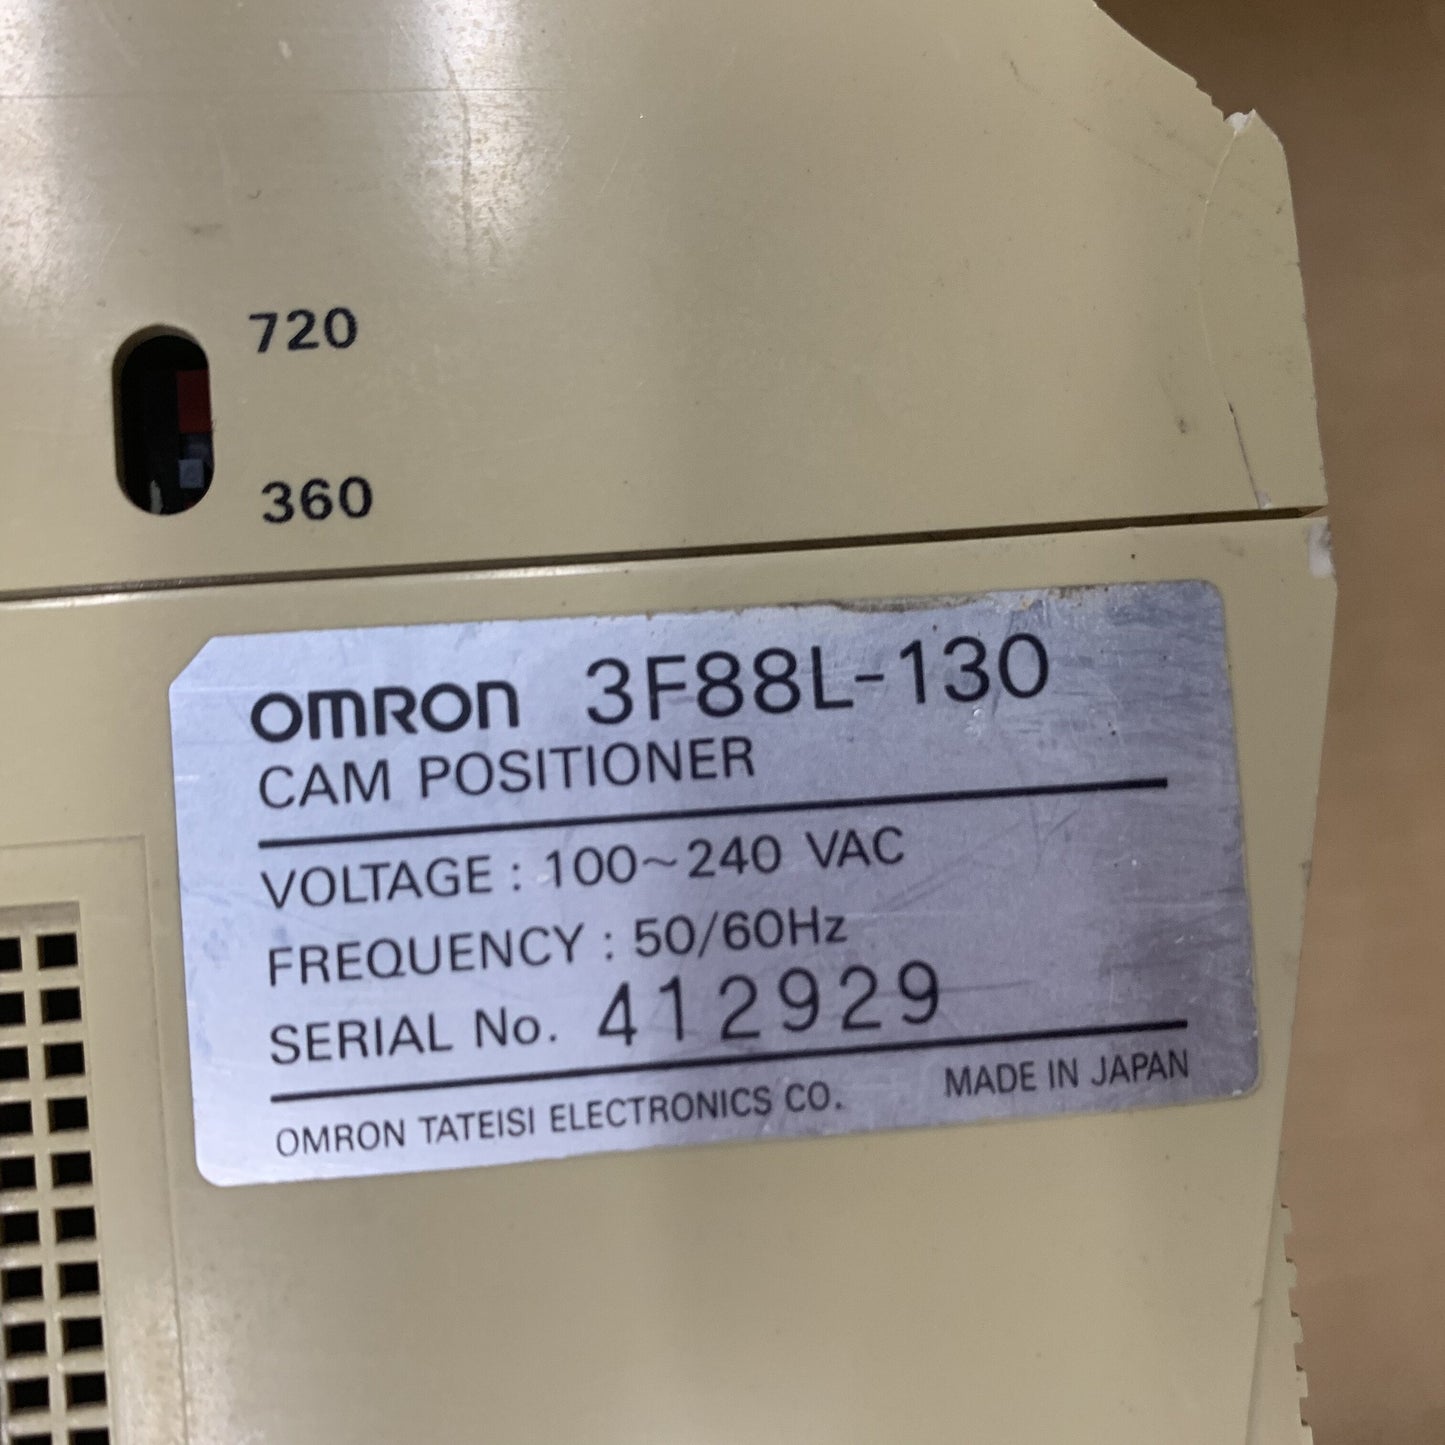 720
360
OMRON 3F88L-130
CAM POSITIONER
VOLTAGE : 100~240 VAC
FREQUENCY : 50/60Hz
SERIAL No. 412929
OMRON TATEISI ELECTRONICS CO. MADE IN JAPAN